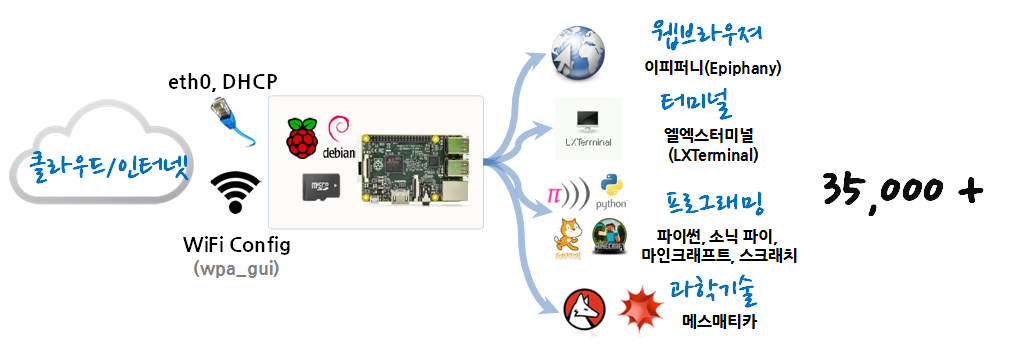 클라우드/인터넷
eth0, DHCP
WiFi Config
(wpa_gui)
debian
micro SD
웹브라우져
이피퍼니(Epiphany)
LXTerminal
터미널
엘엑스터미널
(LXTerminal)
π)))
python
프로그래밍
MINECRAFT
파이썬, 소닉 파이,
마인크래프트, 스크래치
과학기술
메스매티카
35,000 +